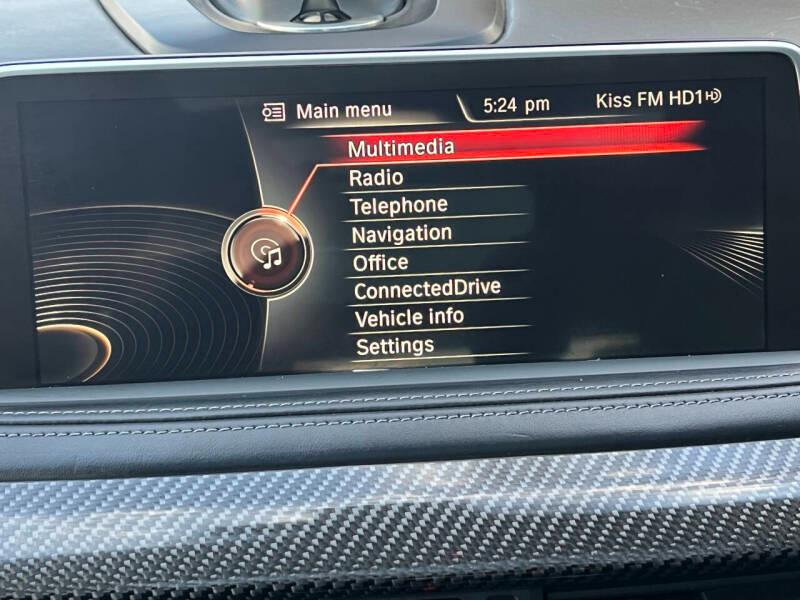 Main menu 5:24 pm Kiss FM HD1
Multimedia
Radio
Telephone
Navigation
Office
ConnectedDrive
Vehicle info
Settings